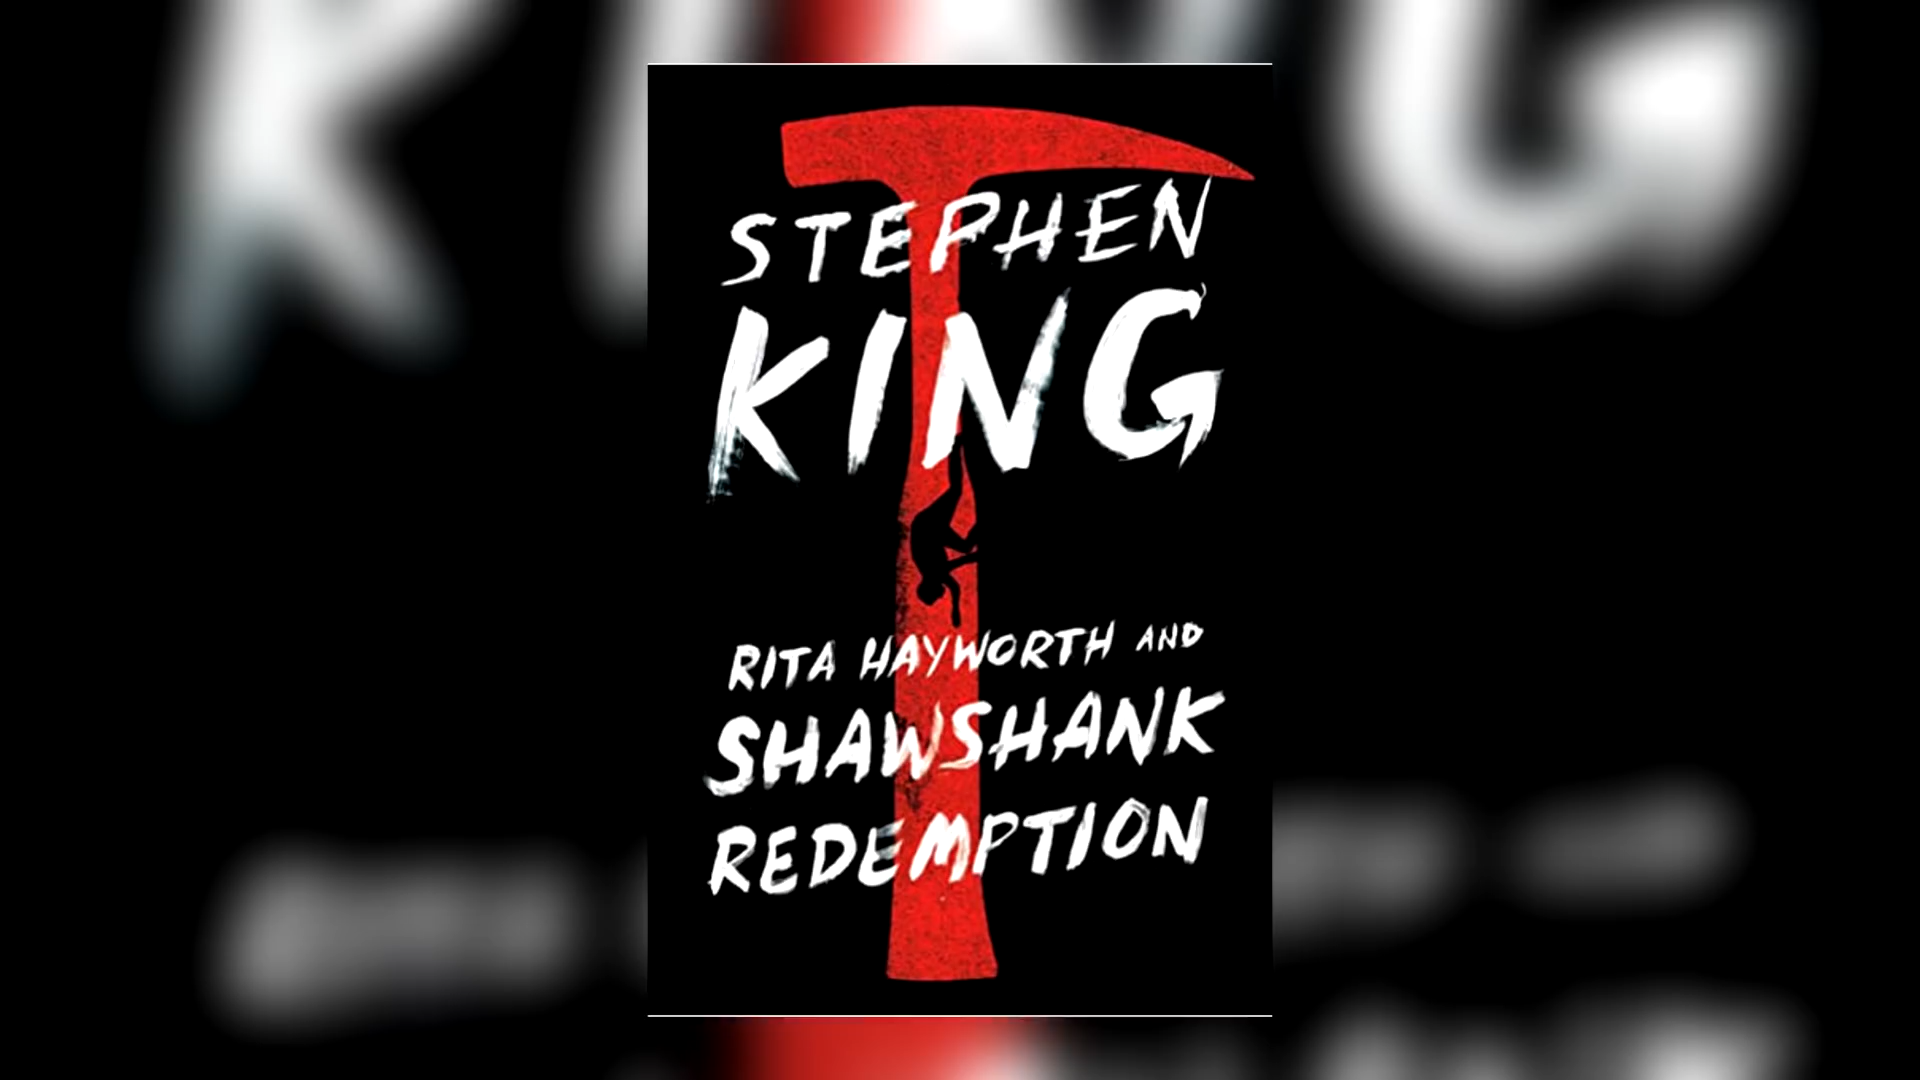 STEPHEN
KING
RITA HAYWORTH AND
SHAWSHANK
REDEMPTION